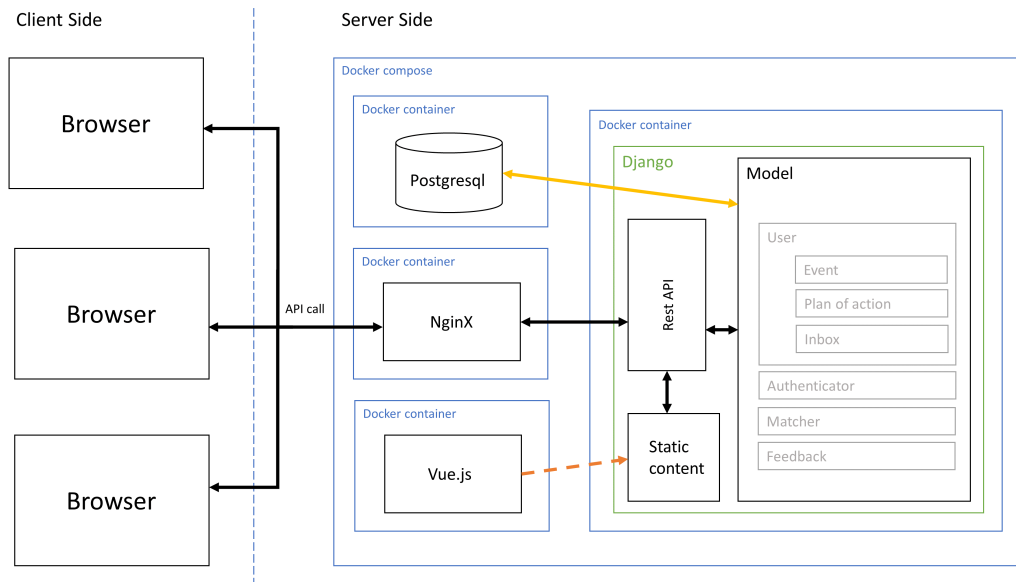 Client Side
Server Side
Browser
Browser
Browser
API call
Docker compose
Docker container
Postgresql
Docker container
NginX
Docker container
Vue.js
Docker container
Django
Rest API
Static
content
Model
User
Event
Plan of action
Inbox
Authenticator
Matcher
Feedback